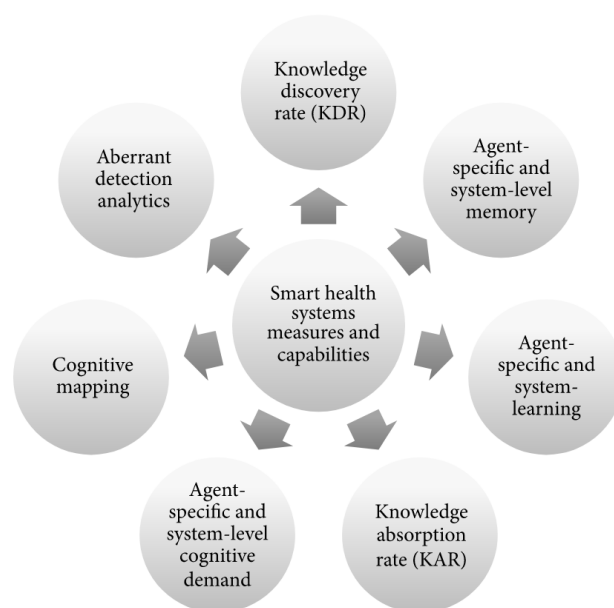 Knowledge
discovery
rate (KDR)
Agent-
specific and
system-level
memory
Agent-
specific and
system-
learning
Knowledge
absorption
rate (KAR)
Agent-
specific and
system-level
cognitive
demand
Cognitive
mapping
Aberrant
detection
analytics
Smart health
systems
measures and
capabilities